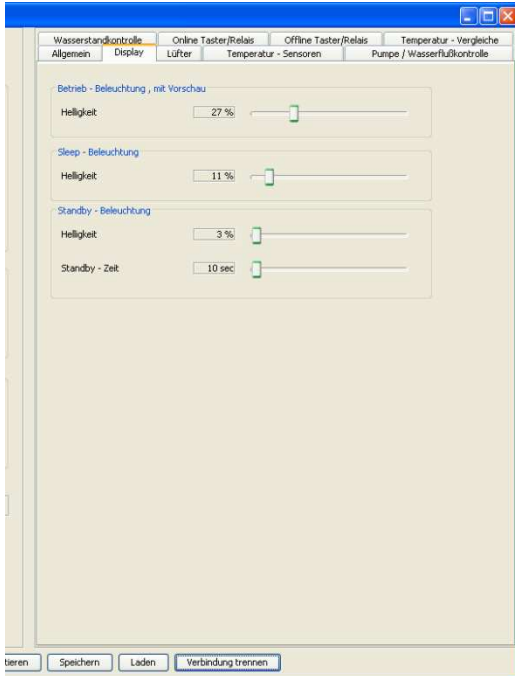 Wasserstandkontrolle Online Taster/Relais Offline Taster/Relais Temperatur - Vergleiche
Allgemein Display Lüfter Temperatur - Sensoren Pumpe / Wasserflußkontrolle
Betrieb - Beleuchtung , mit Vorschau
Helligkeit 27 %
Sleep - Beleuchtung
Helligkeit 11 %
Standby - Beleuchtung
Helligkeit 3 %
Standby - Zeit 10 sec
tieren Speichern Laden Verbindung trennen